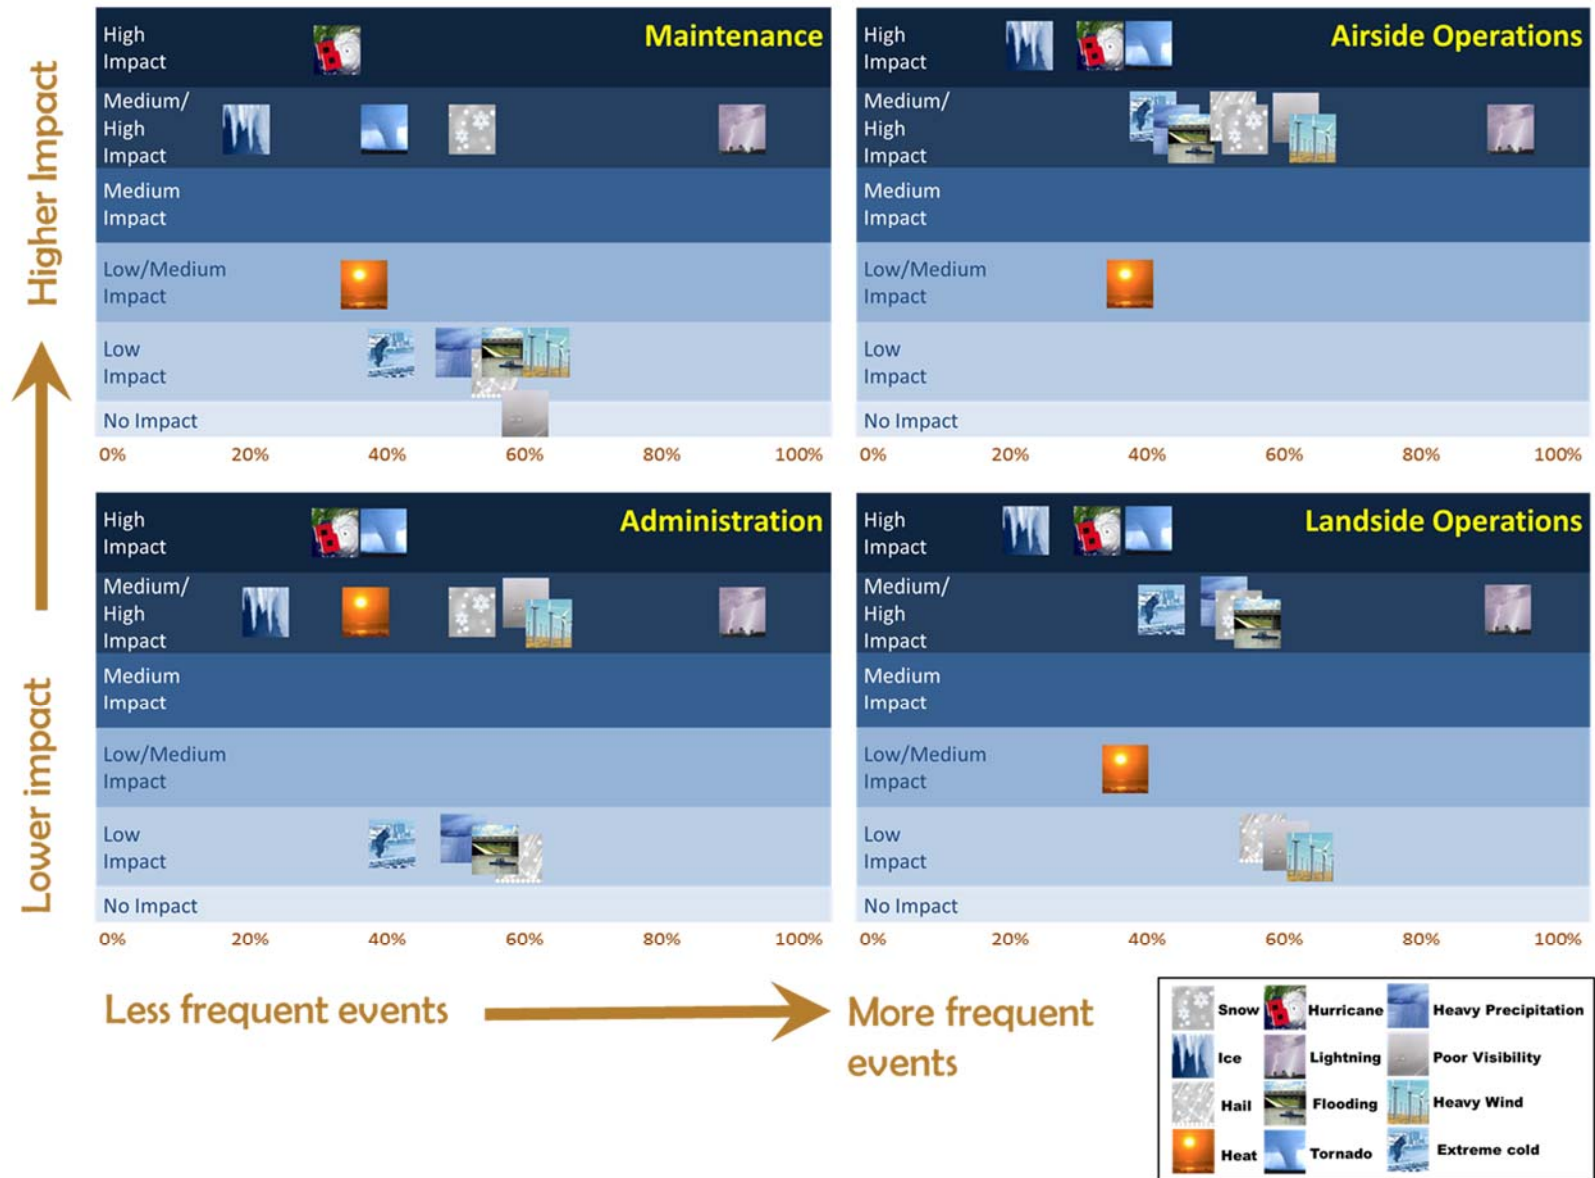 Higher Impact
Lower impact
Maintenance
High
Impact
Medium/
High
Impact
Medium
Impact
Low/Medium
Impact
Low
Impact
No Impact
0% 20% 40% 60% 80% 100%
Airside Operations
High
Impact
Medium/
High
Impact
Medium
Impact
Low/Medium
Impact
Low
Impact
No Impact
0% 20% 40% 60% 80% 100%
Administration
High
Impact
Medium/
High
Impact
Medium
Impact
Low/Medium
Impact
Low
Impact
No Impact
0% 20% 40% 60% 80% 100%
Landside Operations
High
Impact
Medium/
High
Impact
Medium
Impact
Low/Medium
Impact
Low
Impact
No Impact
0% 20% 40% 60% 80% 100%
Less frequent events
More frequent
events
Snow Hurricane Heavy Precipitation
Ice Lightning Poor Visibility
Hail Flooding Heavy Wind
Heat Tornado Extreme cold